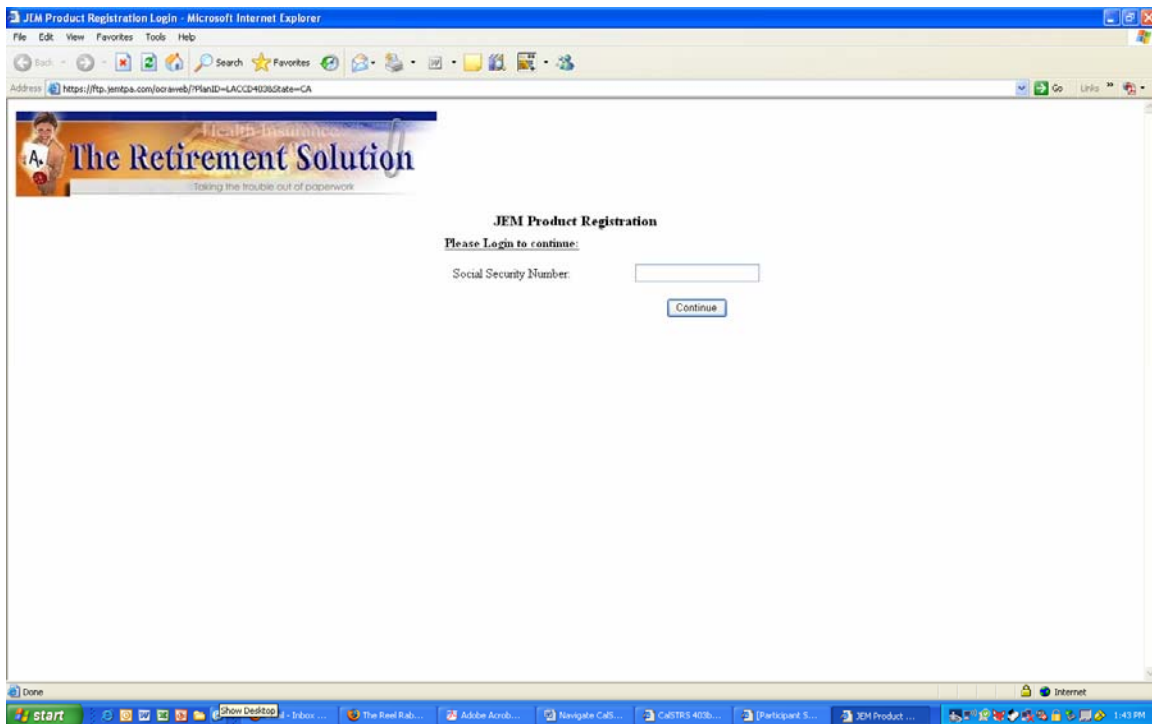 JEM Product Registration Login - Microsoft Internet Explorer
File Edit View Favorites Tools Help
Back Search Favorites
Address https://ftp.jemtpa.com/ocraweb/?PlanID=LACCD403&State=CA Go Links »
Health Insurance
A+
The Retirement Solution
Taking the trouble out of paperwork
JEM Product Registration
Please Login to continue:
Social Security Number:
Continue
Done Internet
start Show Desktop il - Inbox ... The Reel Rab... Adobe Acrob... Navigate CalS... CalSTRS 403b... [Participant S... JEM Product ... 1:43 PM